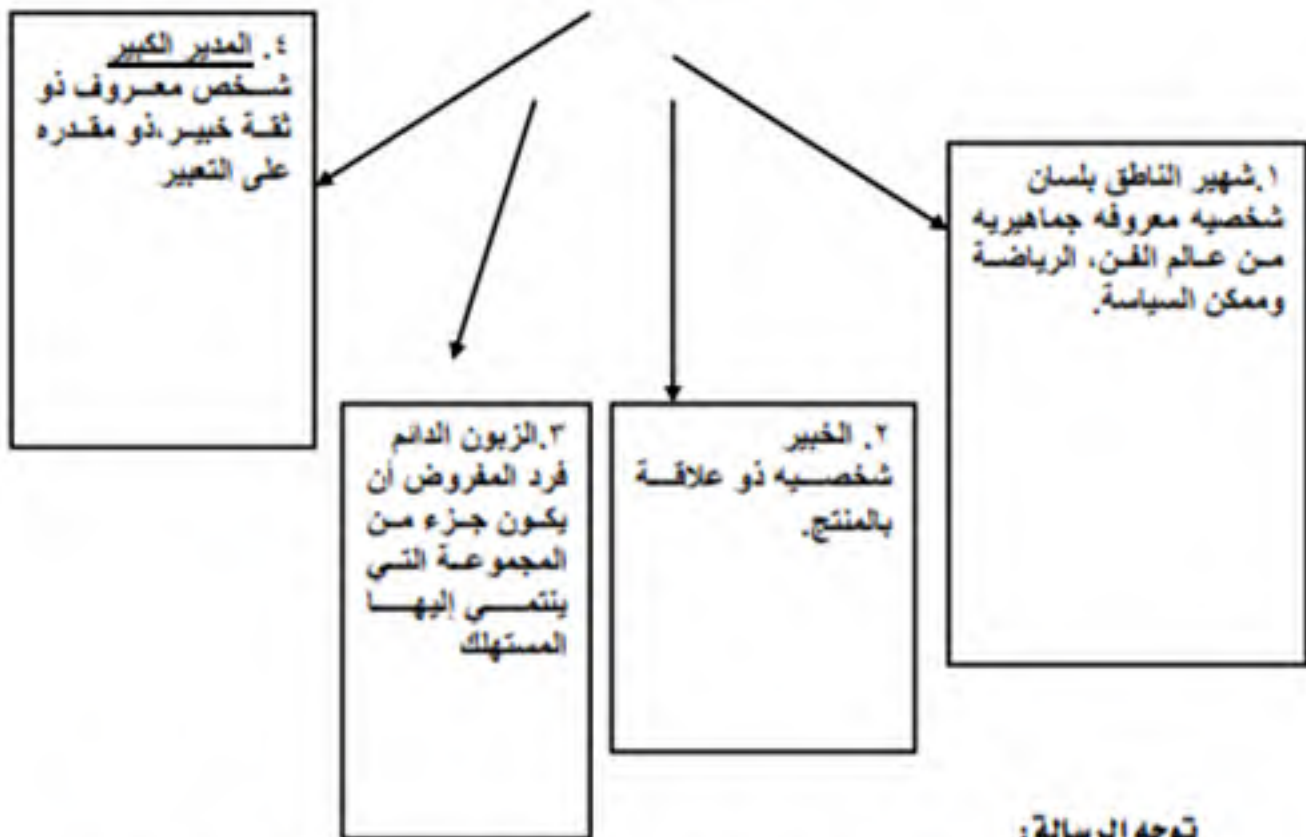 ١.شهير الناطق بلسان
شخصيه معروفه جماهيريه
من عالم الفن، الرياضة
وممكن السياسة.
٢. الخبير
شخصيه ذو علاقة
بالمنتج.
٣.الزبون الدائم
فرد المفروض أن
يكون جزء من
المجموعة التي
ينتمي إليها
المستهلك
٤. المدير الكبير
شخص معروف ذو
ثقة خبير،ذو مقدره
على التعبير
توجه الرسالة: